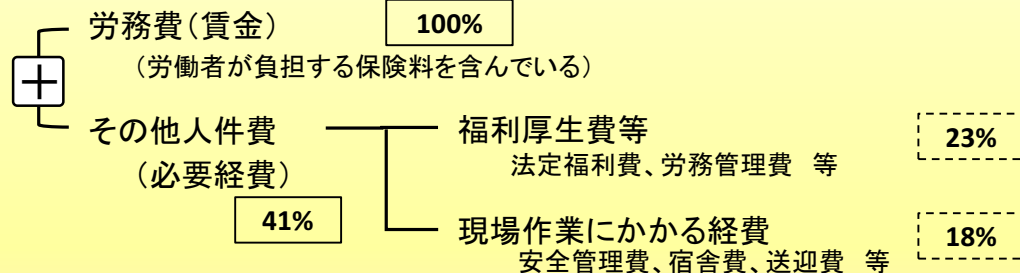 労務費(賃金) 100%
(労働者が負担する保険料を含んでいる)
+
その他人件費
(必要経費)
41%
福利厚生費等 23%
法定福利費、労務管理費 等
現場作業にかかる経費 18%
安全管理費、宿舎費、送迎費 等